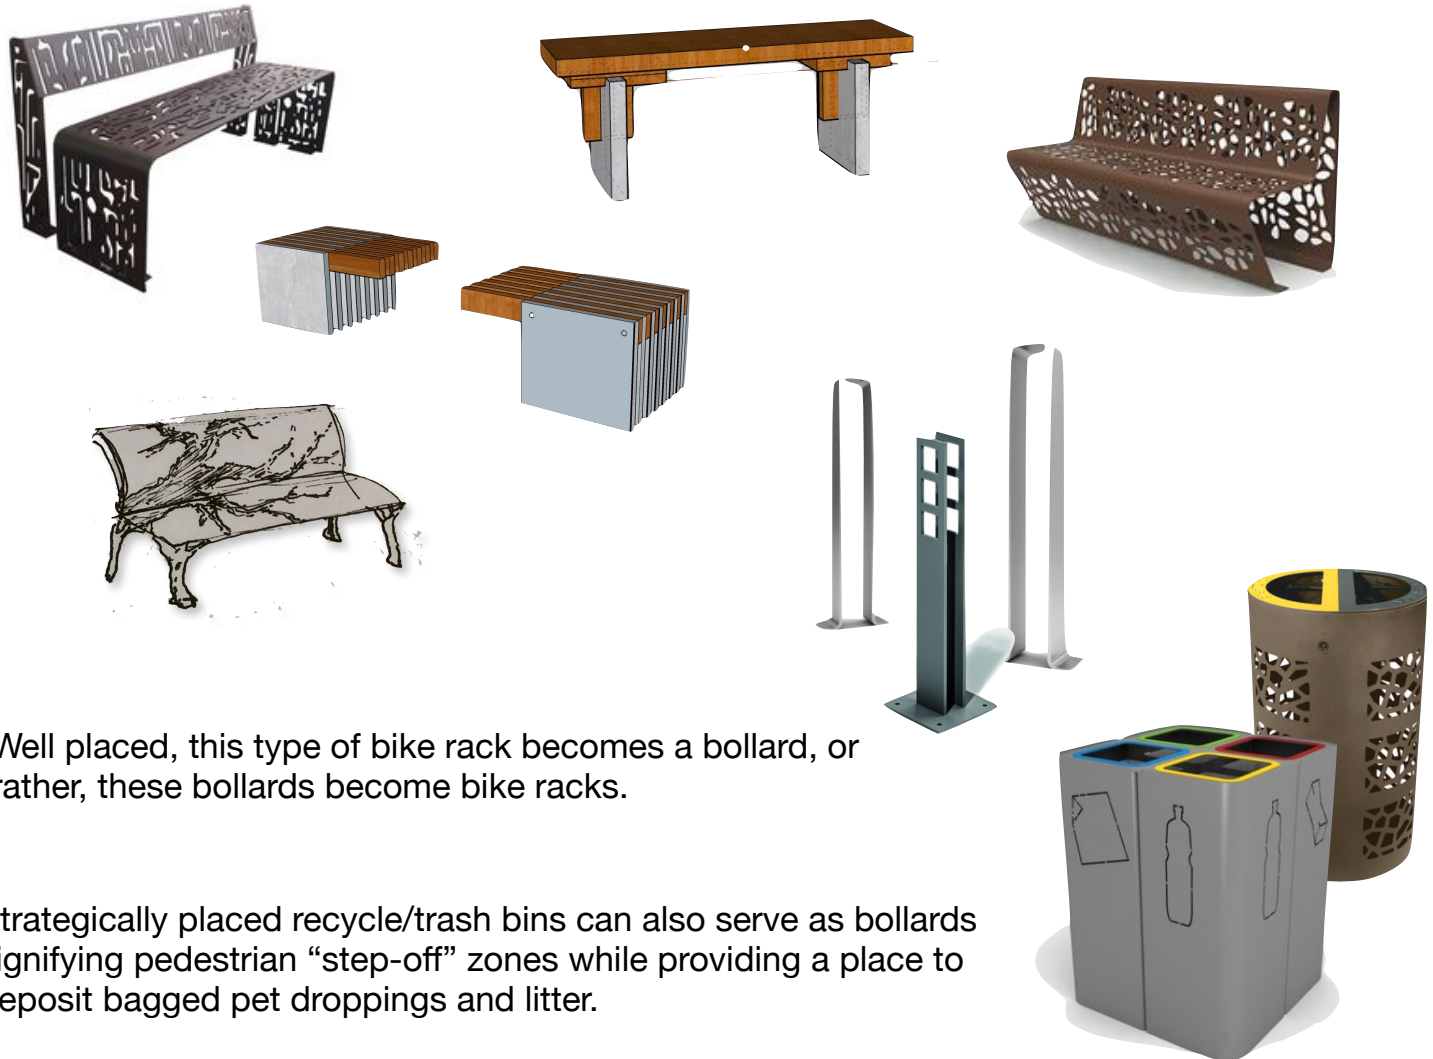 Well placed, this type of bike rack becomes a bollard, or
rather, these bollards become bike racks.
trategically placed recycle/trash bins can also serve as bollards
ignifying pedestrian “step-off” zones while providing a place to
eposit bagged pet droppings and litter.